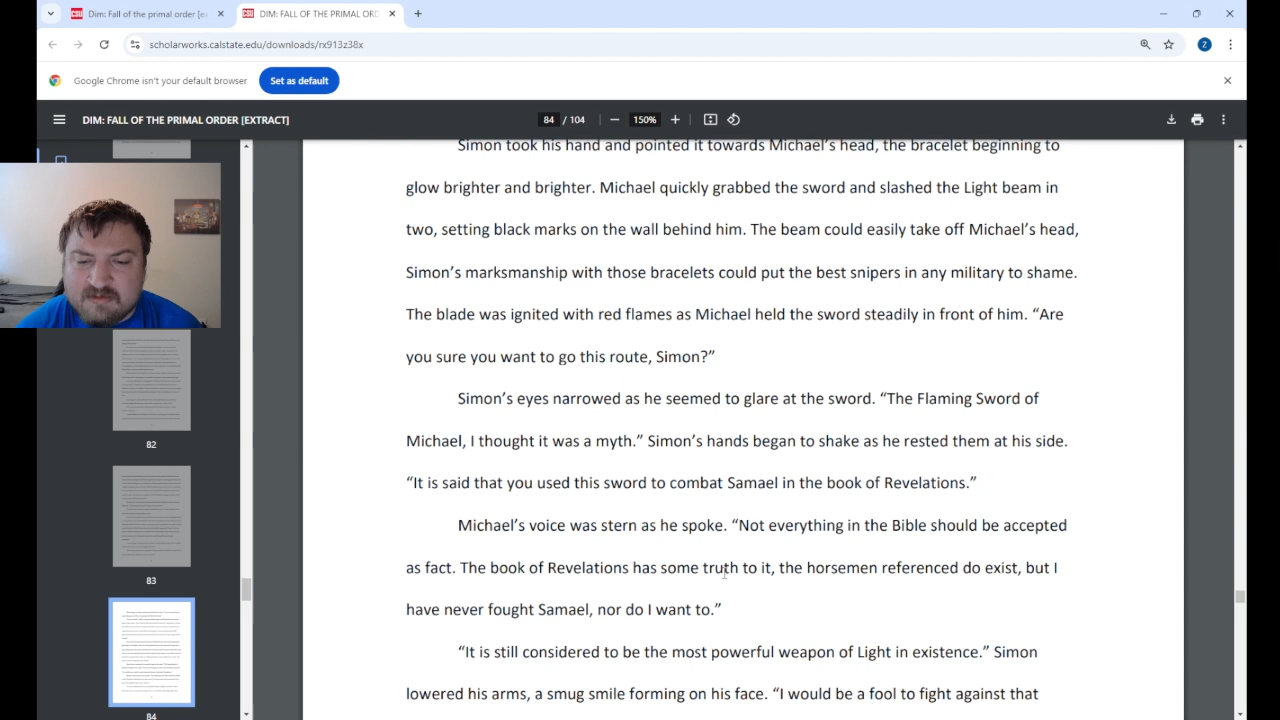 Dim: Fall of the primal order [ex
DIM: FALL OF THE PRIMAL ORD
scholarworks.calstate.edu/downloads/rx913z38x
Z
Google Chrome isn't your default browser
Set as default
DIM: FALL OF THE PRIMAL ORDER [EXTRACT]
84 / 104
150%
82
83
84
Simon took his hand and pointed it towards Michael's head, the bracelet beginning to
glow brighter and brighter. Michael quickly grabbed the sword and slashed the Light beam in
two, setting black marks on the wall behind him. The beam could easily take off Michael's head,
Simon's marksmanship with those bracelets could put the best snipers in any military to shame.
The blade was ignited with red flames as Michael held the sword steadily in front of him. “Are
you sure you want to go this route, Simon?”
Simon's eyes narrowed as he seemed to glare at the sword. “The Flaming Sword of
Michael, I thought it was a myth.” Simon's hands began to shake as he rested them at his side.
“It is said that you used this sword to combat Samael in the book of Revelations.”
Michael's voice was stern as he spoke. “Not everything in the Bible should be accepted
as fact. The book of Revelations has some truth to it, the horsemen referenced do exist, but I
have never fought Samael, nor do I want to.”
“It is still considered to be the most powerful weapon of Light in existence.” Simon
lowered his arms, a smug smile forming on his face. “I would be a fool to fight against that